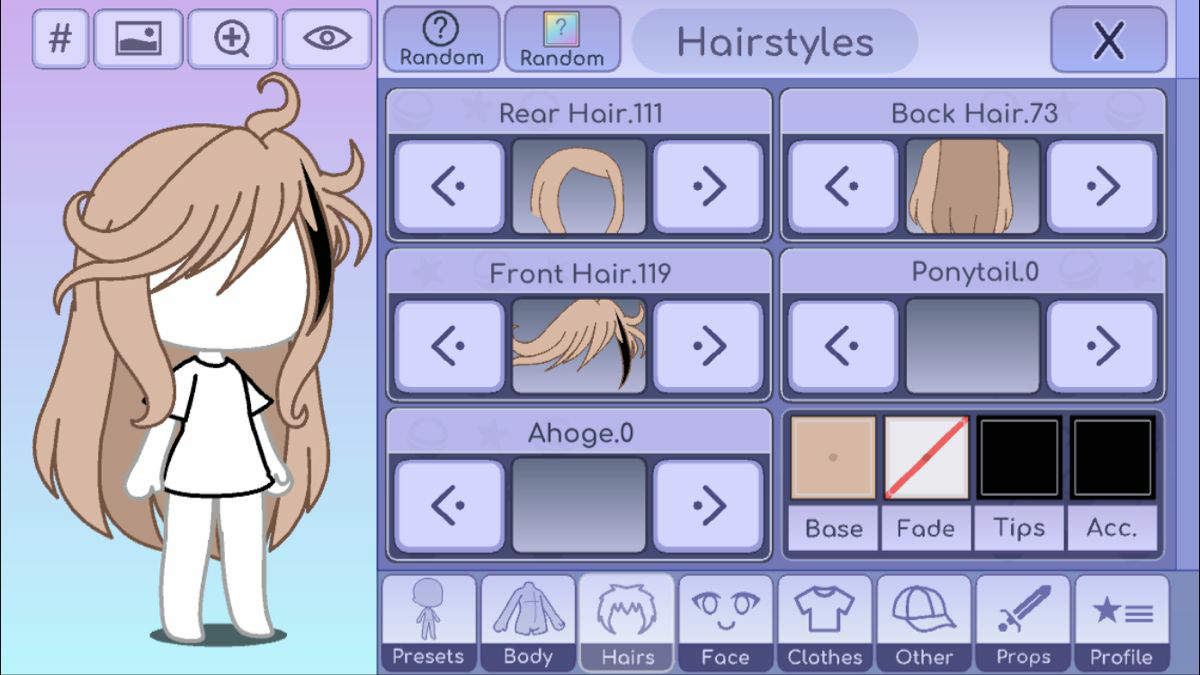 #
?
Random
?
Random
Hairstyles
X
Rear Hair.111
Back Hair.73
Front Hair.119
Ponytail.0
Ahoge.0
Base
Fade
Tips
Acc.
Presets
Body
Hairs
Face
Clothes
Other
Props
Profile